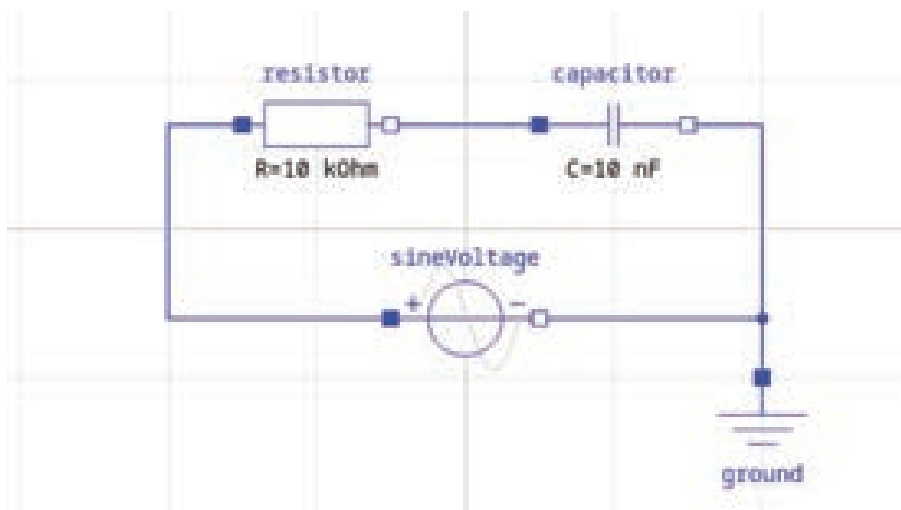 resistor
capacitor
R=10 kOhm
C=10 nF
sineVoltage
+
-
ground